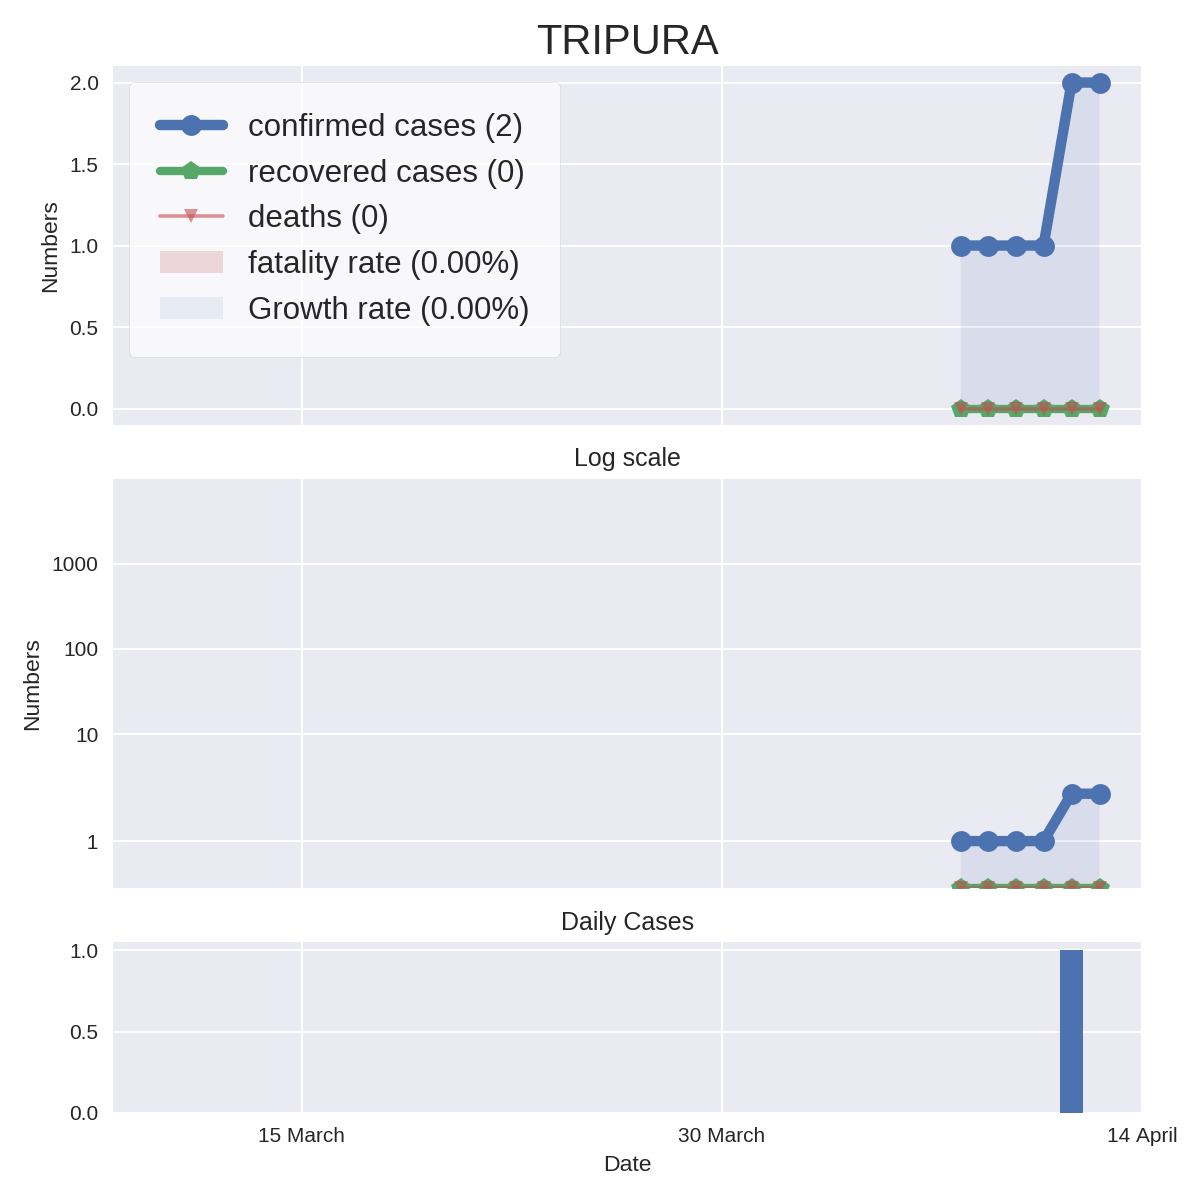 TRIPURA
2.0
1.5
1.0
0.5
0.0
Numbers
confirmed cases (2)
recovered cases (0)
deaths (0)
fatality rate (0.00%)
Growth rate (0.00%)
Log scale
1000
100
10
1
Numbers
Daily Cases
1.0
0.5
0.0
15 March
30 March
14 April
Date